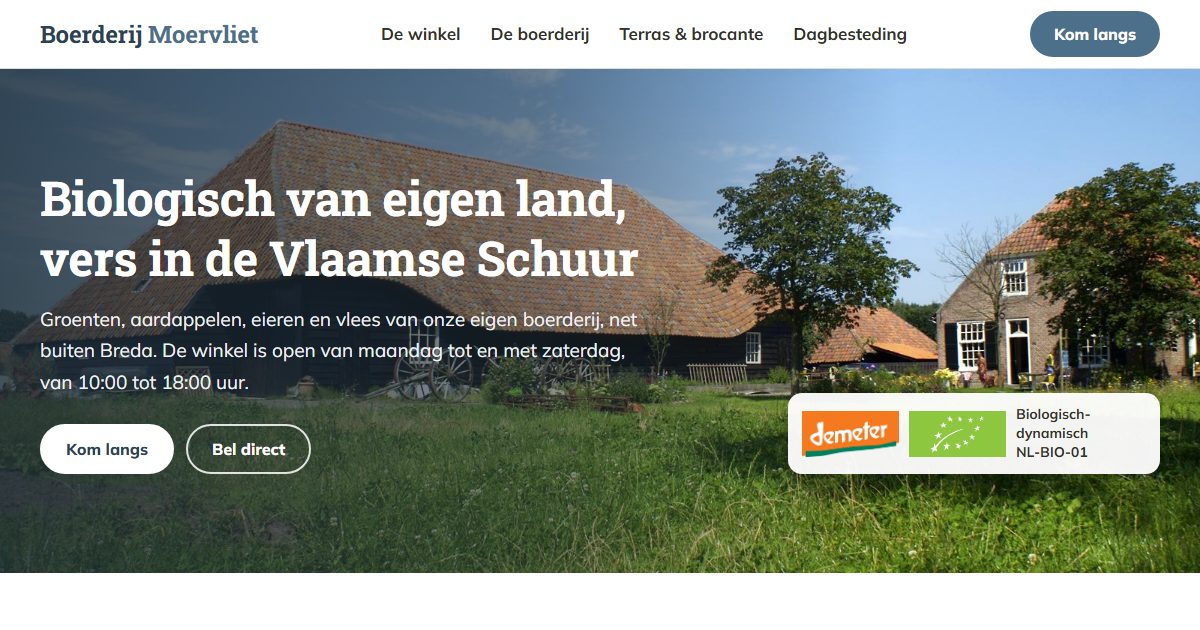 Boerderij Moervliet
De winkel
De boerderij
Terras & brocante
Dagbesteding
Kom langs
Biologisch van eigen land,
vers in de Vlaamse Schuur
Groenten, aardappelen, eieren en vlees van onze eigen boerderij, net
buiten Breda. De winkel is open van maandag tot en met zaterdag,
van 10:00 tot 18:00 uur.
Kom langs
Bel direct
demeter
Biologisch-
dynamisch
NL-BIO-01